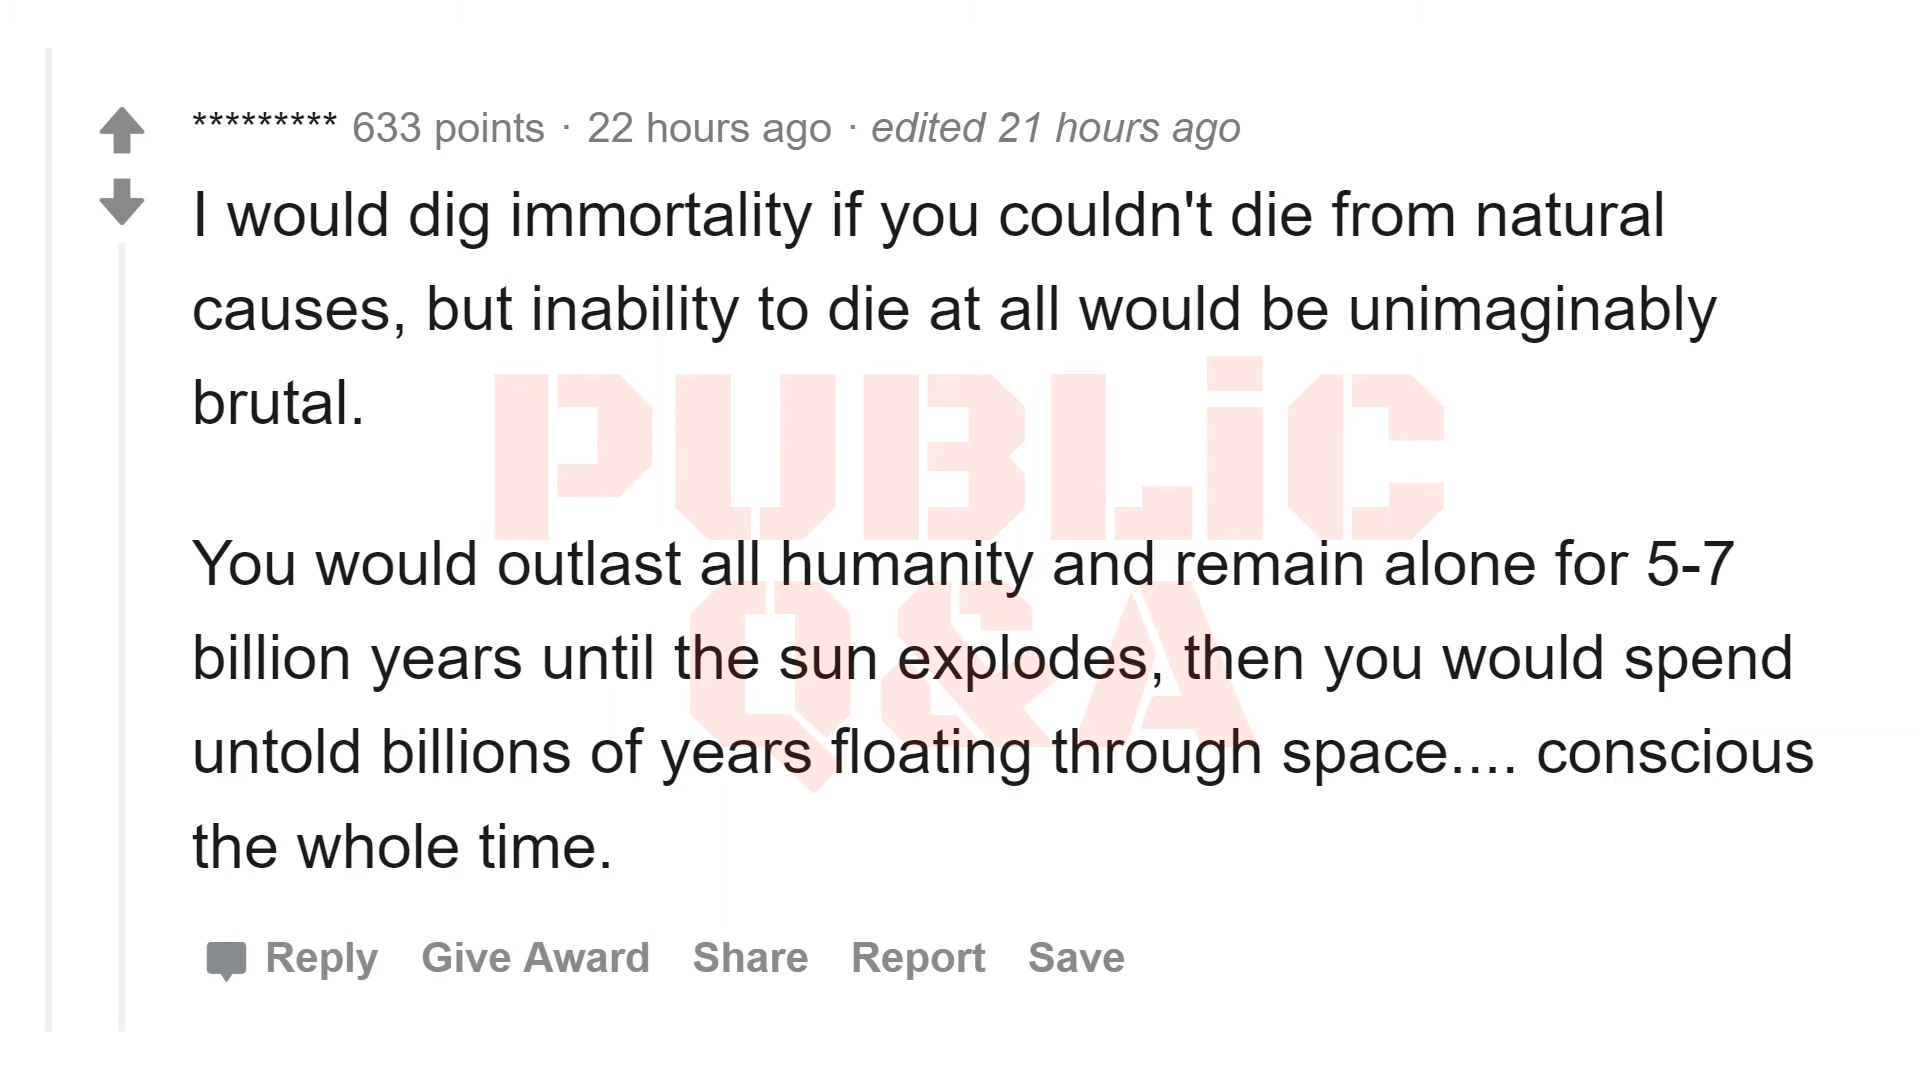 ********* 633 points · 22 hours ago · edited 21 hours ago
I would dig immortality if you couldn't die from natural
causes, but inability to die at all would be unimaginably
brutal.
PUBLiC
You would outlast all humanity and remain alone for 5-7
Q&A
billion years until the sun explodes, then you would spend
untold billions of years floating through space.... conscious
the whole time.
Reply Give Award Share Report Save